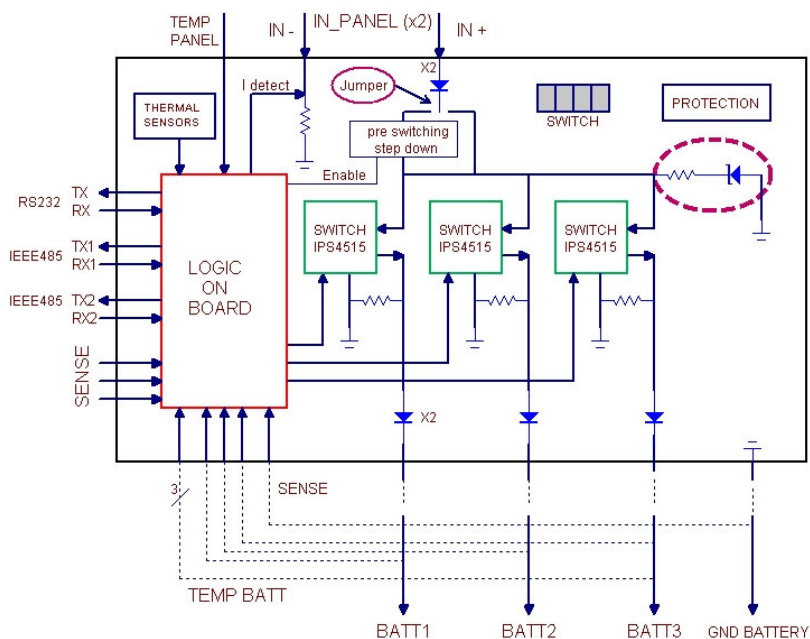 TEMP
PANEL
IN -
IN_PANEL (x2)
IN +
X2
I detect
Jumper
THERMAL
SENSORS
SWITCH
PROTECTION
pre switching
step down
Enable
RS232
TX
RX
IEEE485
TX1
RX1
IEEE485
TX2
RX2
SENSE
LOGIC
ON
BOARD
SWITCH
IPS4515
SWITCH
IPS4515
SWITCH
IPS4515
X2
3
SENSE
TEMP BATT
BATT1
BATT2
BATT3
GND BATTERY